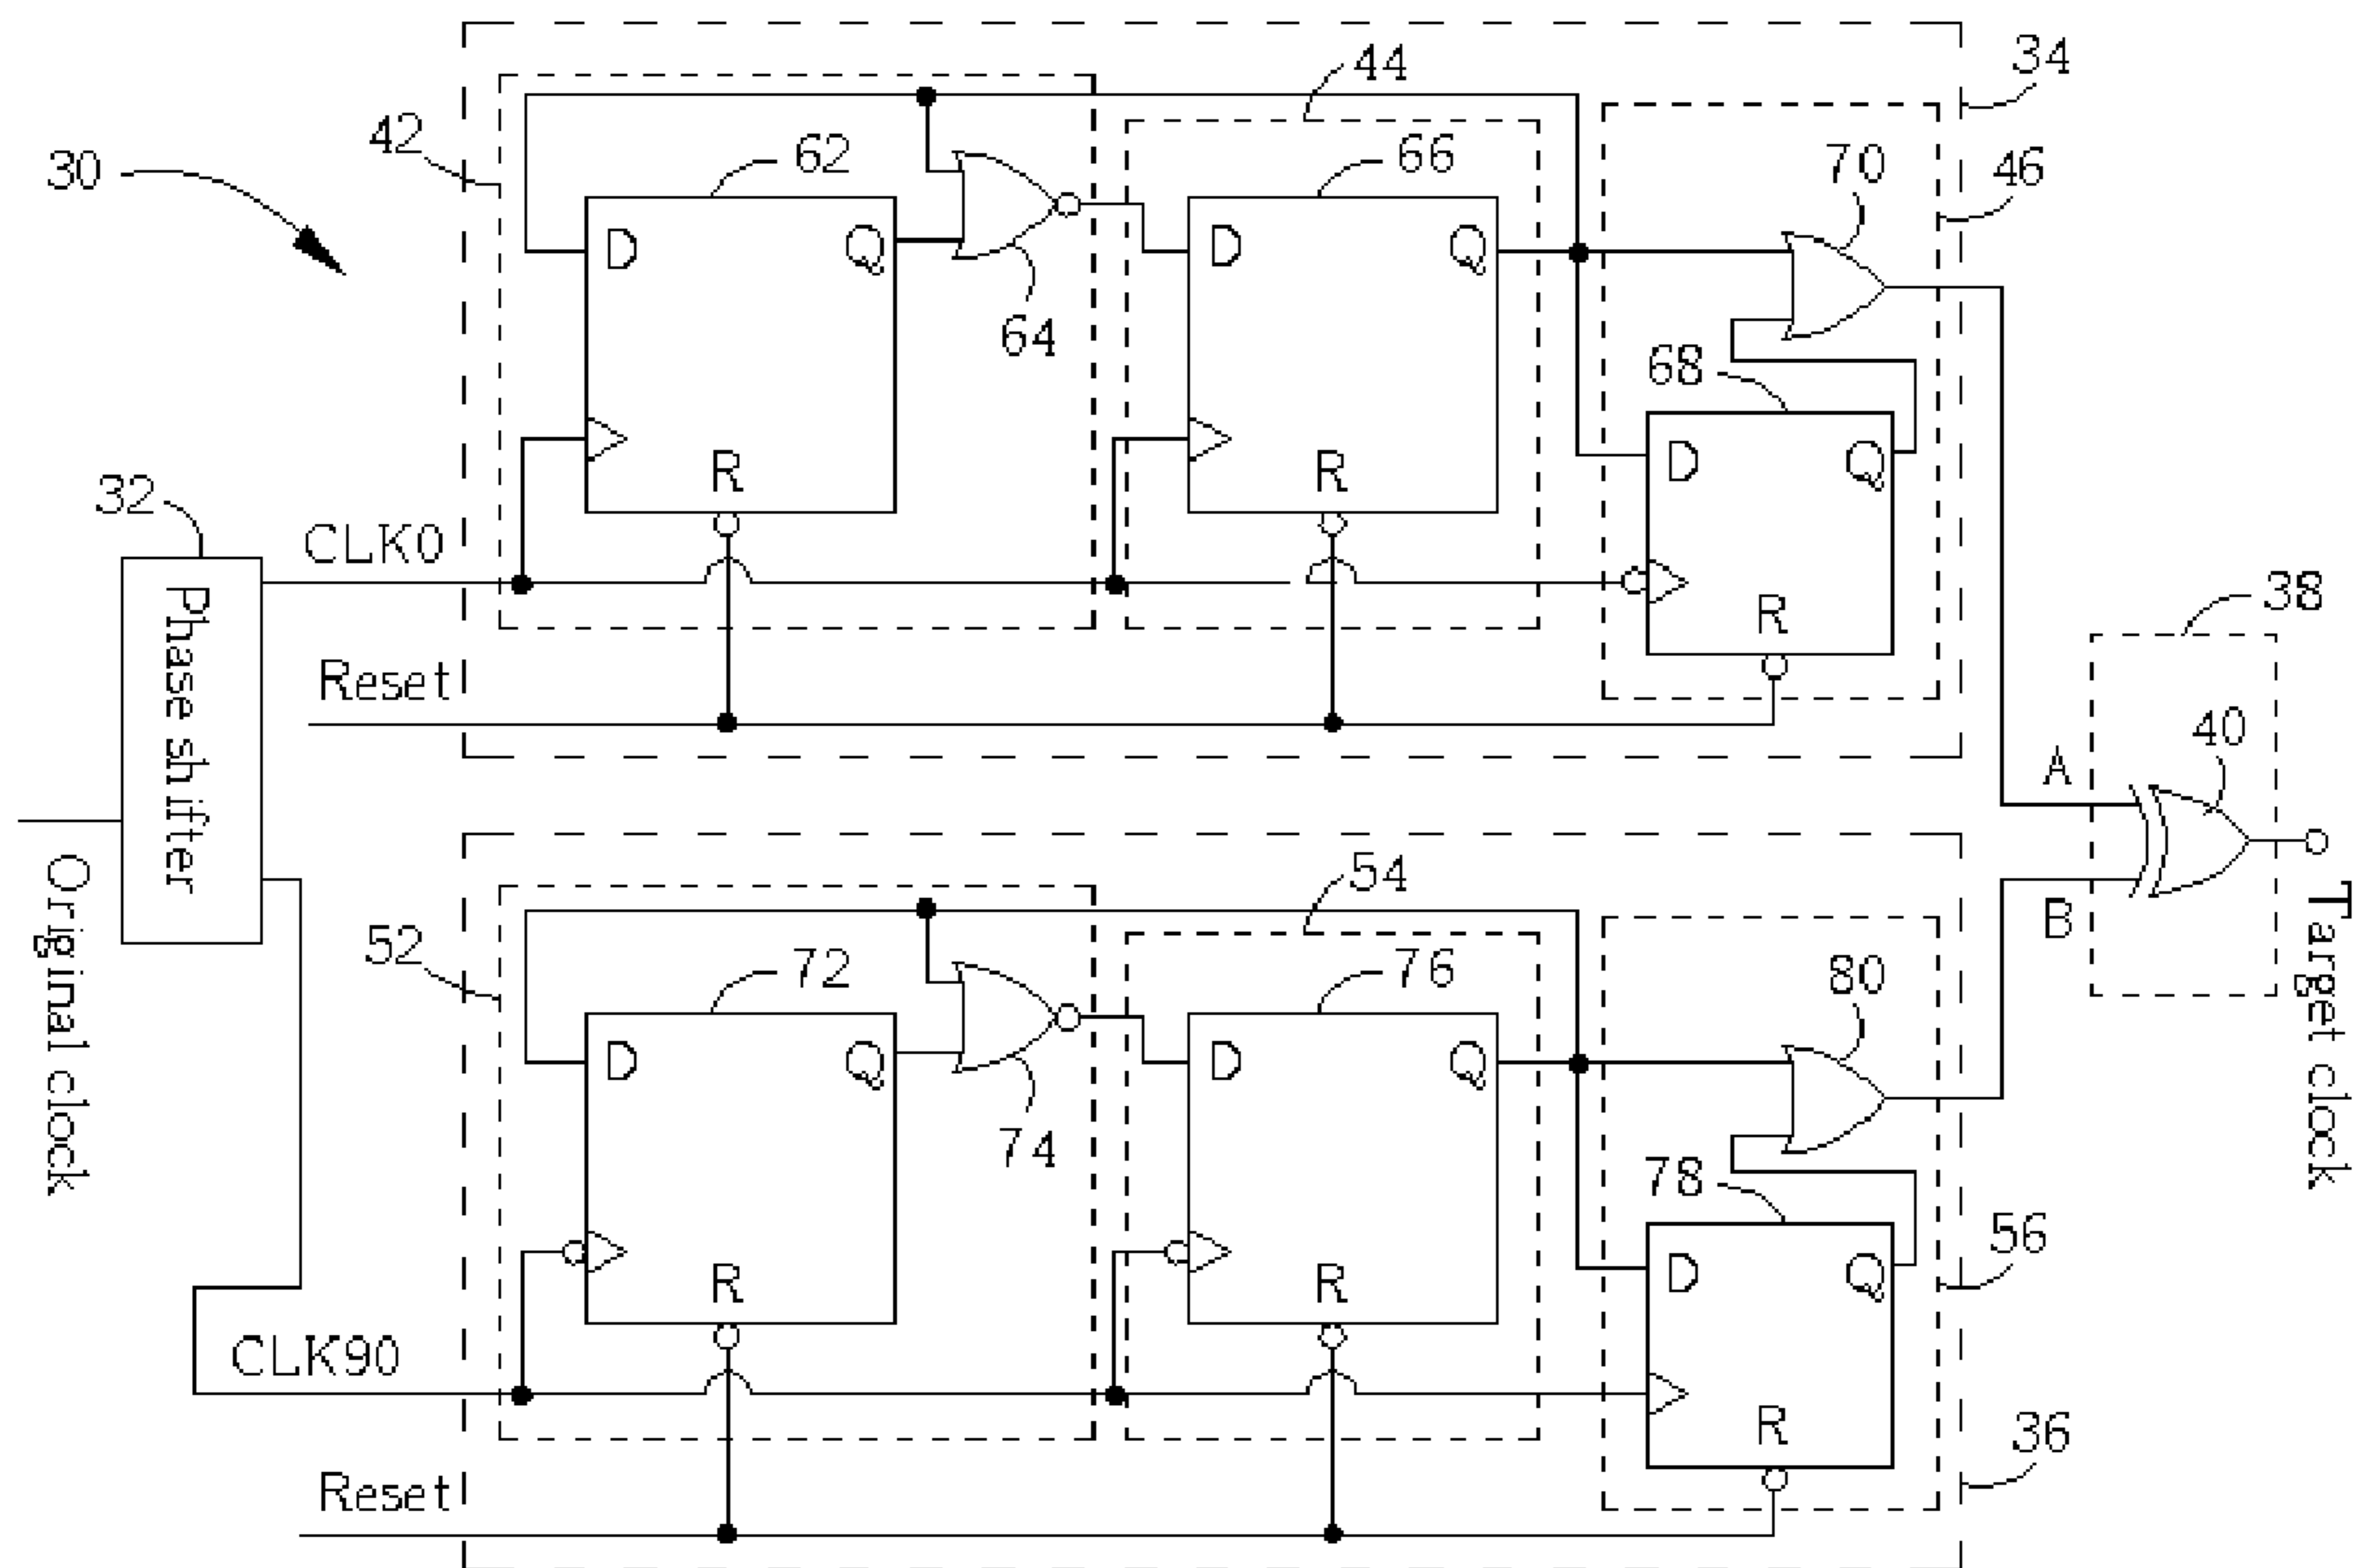 34
44
42
62
66
70
46
30
D
Q
D
Q
64
68
D
Q
R
R
32
CLK0
R
38
Phase shifter
Reset
40
A
54
Original clock
52
72
76
80
B
Target clock
D
Q
D
Q
74
78
56
D
Q
R
R
CLK90
R
36
Reset